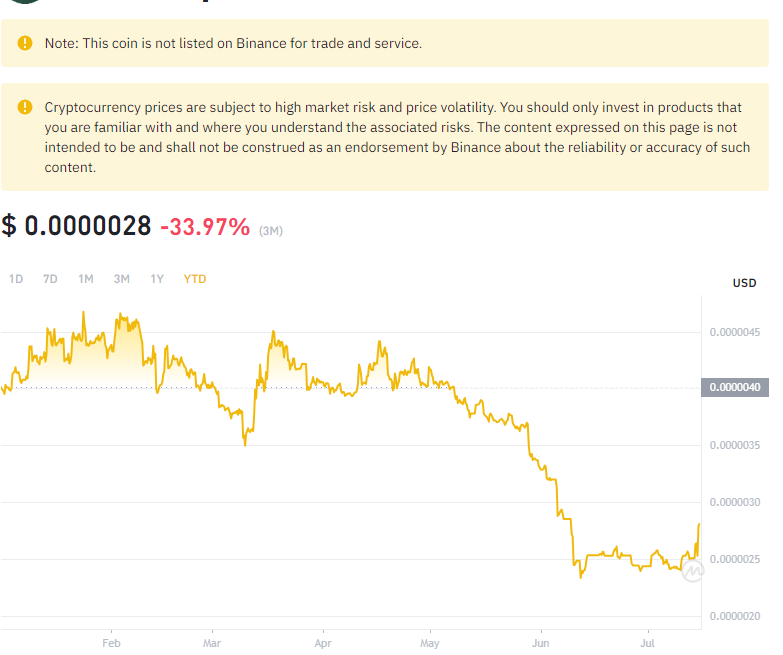 Note: This coin is not listed on Binance for trade and service.
Cryptocurrency prices are subject to high market risk and price volatility. You should only invest in products that
you are familiar with and where you understand the associated risks. The content expressed on this page is not
intended to be and shall not be construed as an endorsement by Binance about the reliability or accuracy of such
content.
$ 0.0000028 -33.97% (3M)
1D 7D 1M 3M 1Y YTD
USD
0.0000045
0.0000040
0.0000035
0.0000030
0.0000025
0.0000020
Feb Mar Apr May Jun Jul